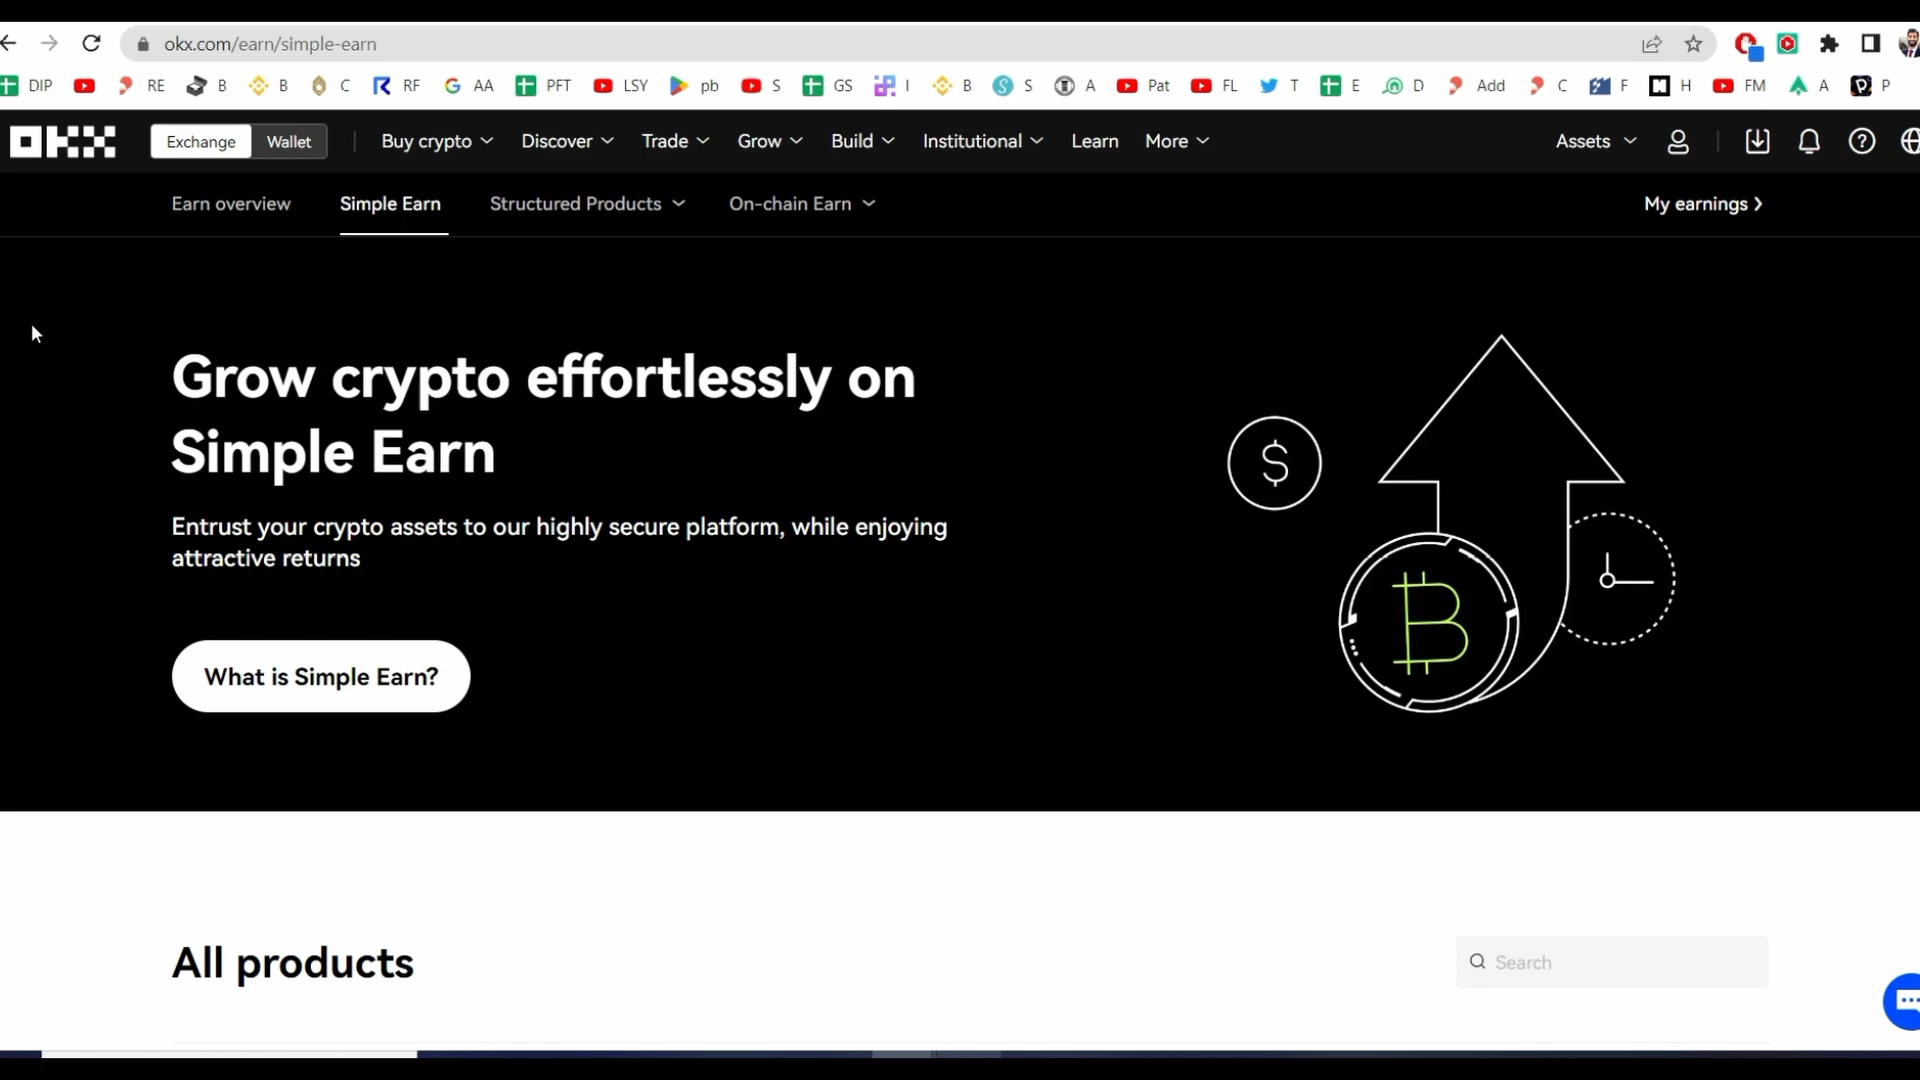 okx.com/earn/simple-earn
DIP RE B B C RF AA PFT LSY pb S GS I B S A Pat FL T E D Add C F H FM A P
OKX Exchange Wallet Buy crypto Discover Trade Grow Build Institutional Learn More Assets
Earn overview Simple Earn Structured Products On-chain Earn My earnings
Grow crypto effortlessly on
Simple Earn
$
Entrust your crypto assets to our highly secure platform, while enjoying
attractive returns
What is Simple Earn?
All products
Search